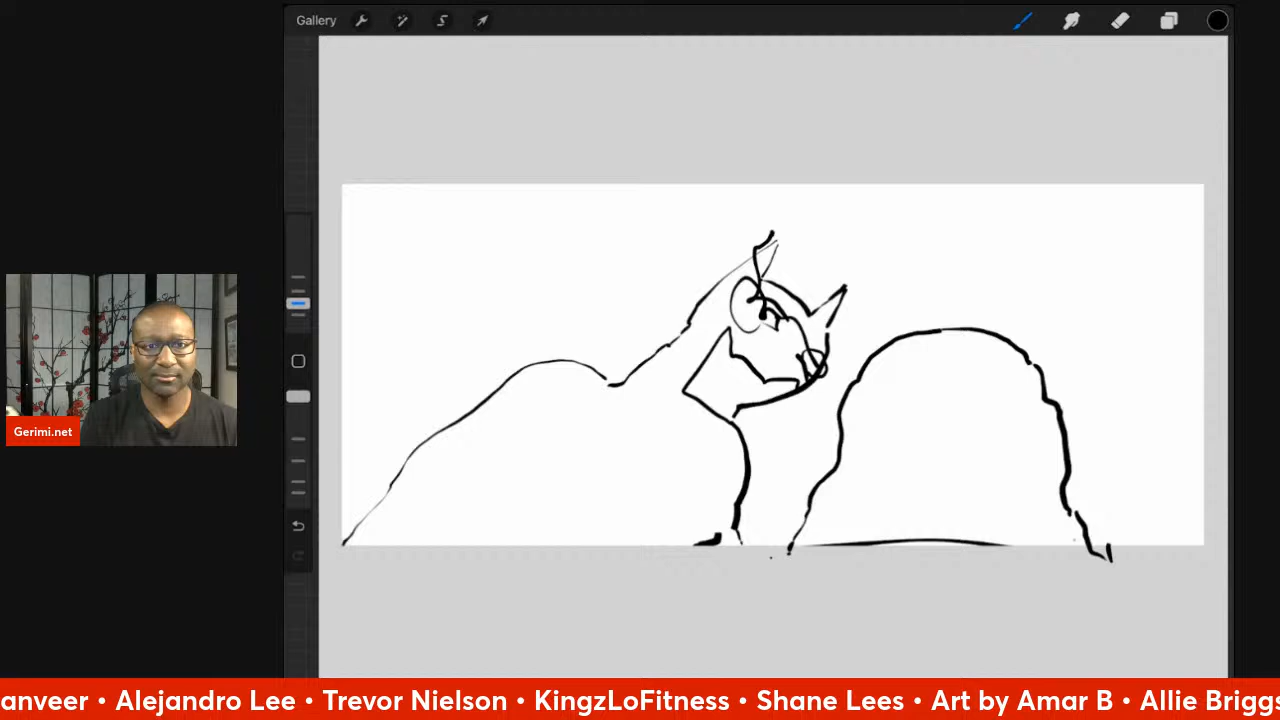 Gallery
Gerimi.net
anveer • Alejandro Lee • Trevor Nielson • KingzLoFitness • Shane Lees • Art by Amar B • Allie Briggs